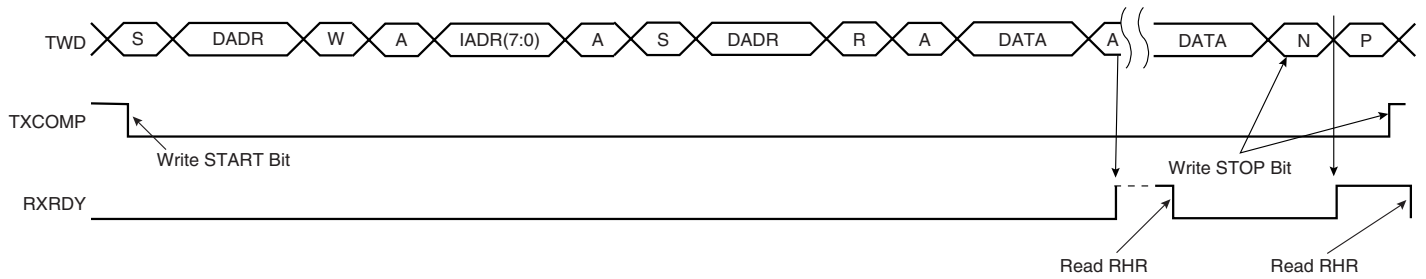 TWD S DADR W A IADR(7:0) A S DADR R A DATA A DATA N P
TXCOMP
Write START Bit
Write STOP Bit
RXRDY
Read RHR Read RHR